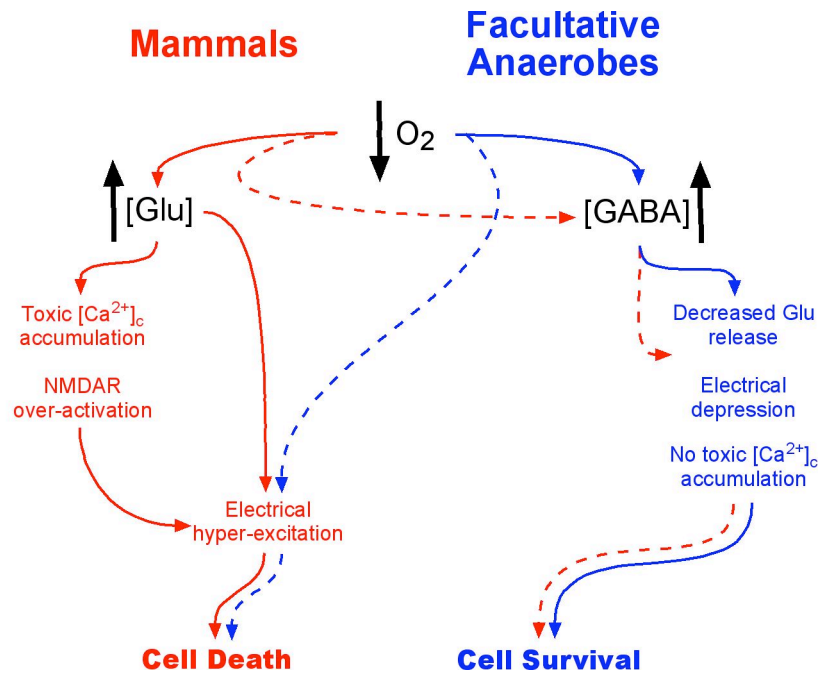 Mammals
Facultative
Anaerobes
O₂
[Glu]
[GABA]
Toxic [Ca²⁺]c
accumulation
NMDAR
over-activation
Decreased Glu
release
Electrical
depression
No toxic [Ca²⁺]c
accumulation
Electrical
hyper-excitation
Cell Death
Cell Survival